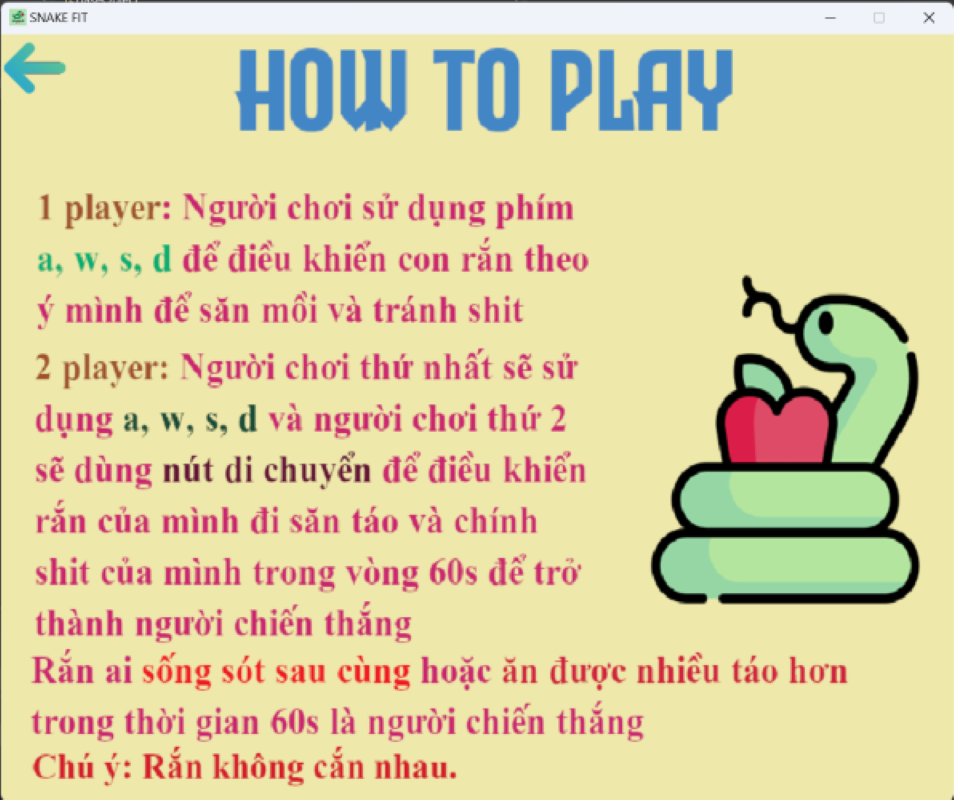 SNAKE FIT
HOW TO PLAY
1 player: Người chơi sử dụng phím
a, w, s, d để điều khiển con rắn theo
ý mình để săn mồi và tránh shit
2 player: Người chơi thứ nhất sẽ sử
dụng a, w, s, d và người chơi thứ 2
sẽ dùng nút di chuyển để điều khiển
rắn của mình đi săn táo và chính
shit của mình trong vòng 60s để trở
thành người chiến thắng
Rắn ai sống sót sau cùng hoặc ăn được nhiều táo hơn
trong thời gian 60s là người chiến thắng
Chú ý: Rắn không cắn nhau.